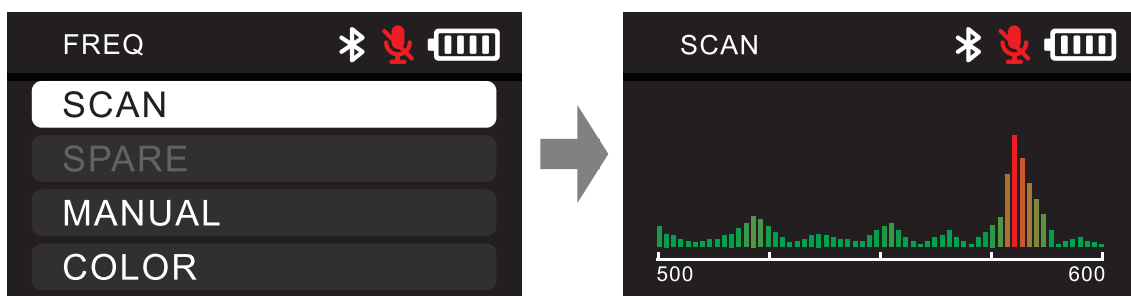 FREQ
SCAN
SPARE
MANUAL
COLOR
SCAN
500 600